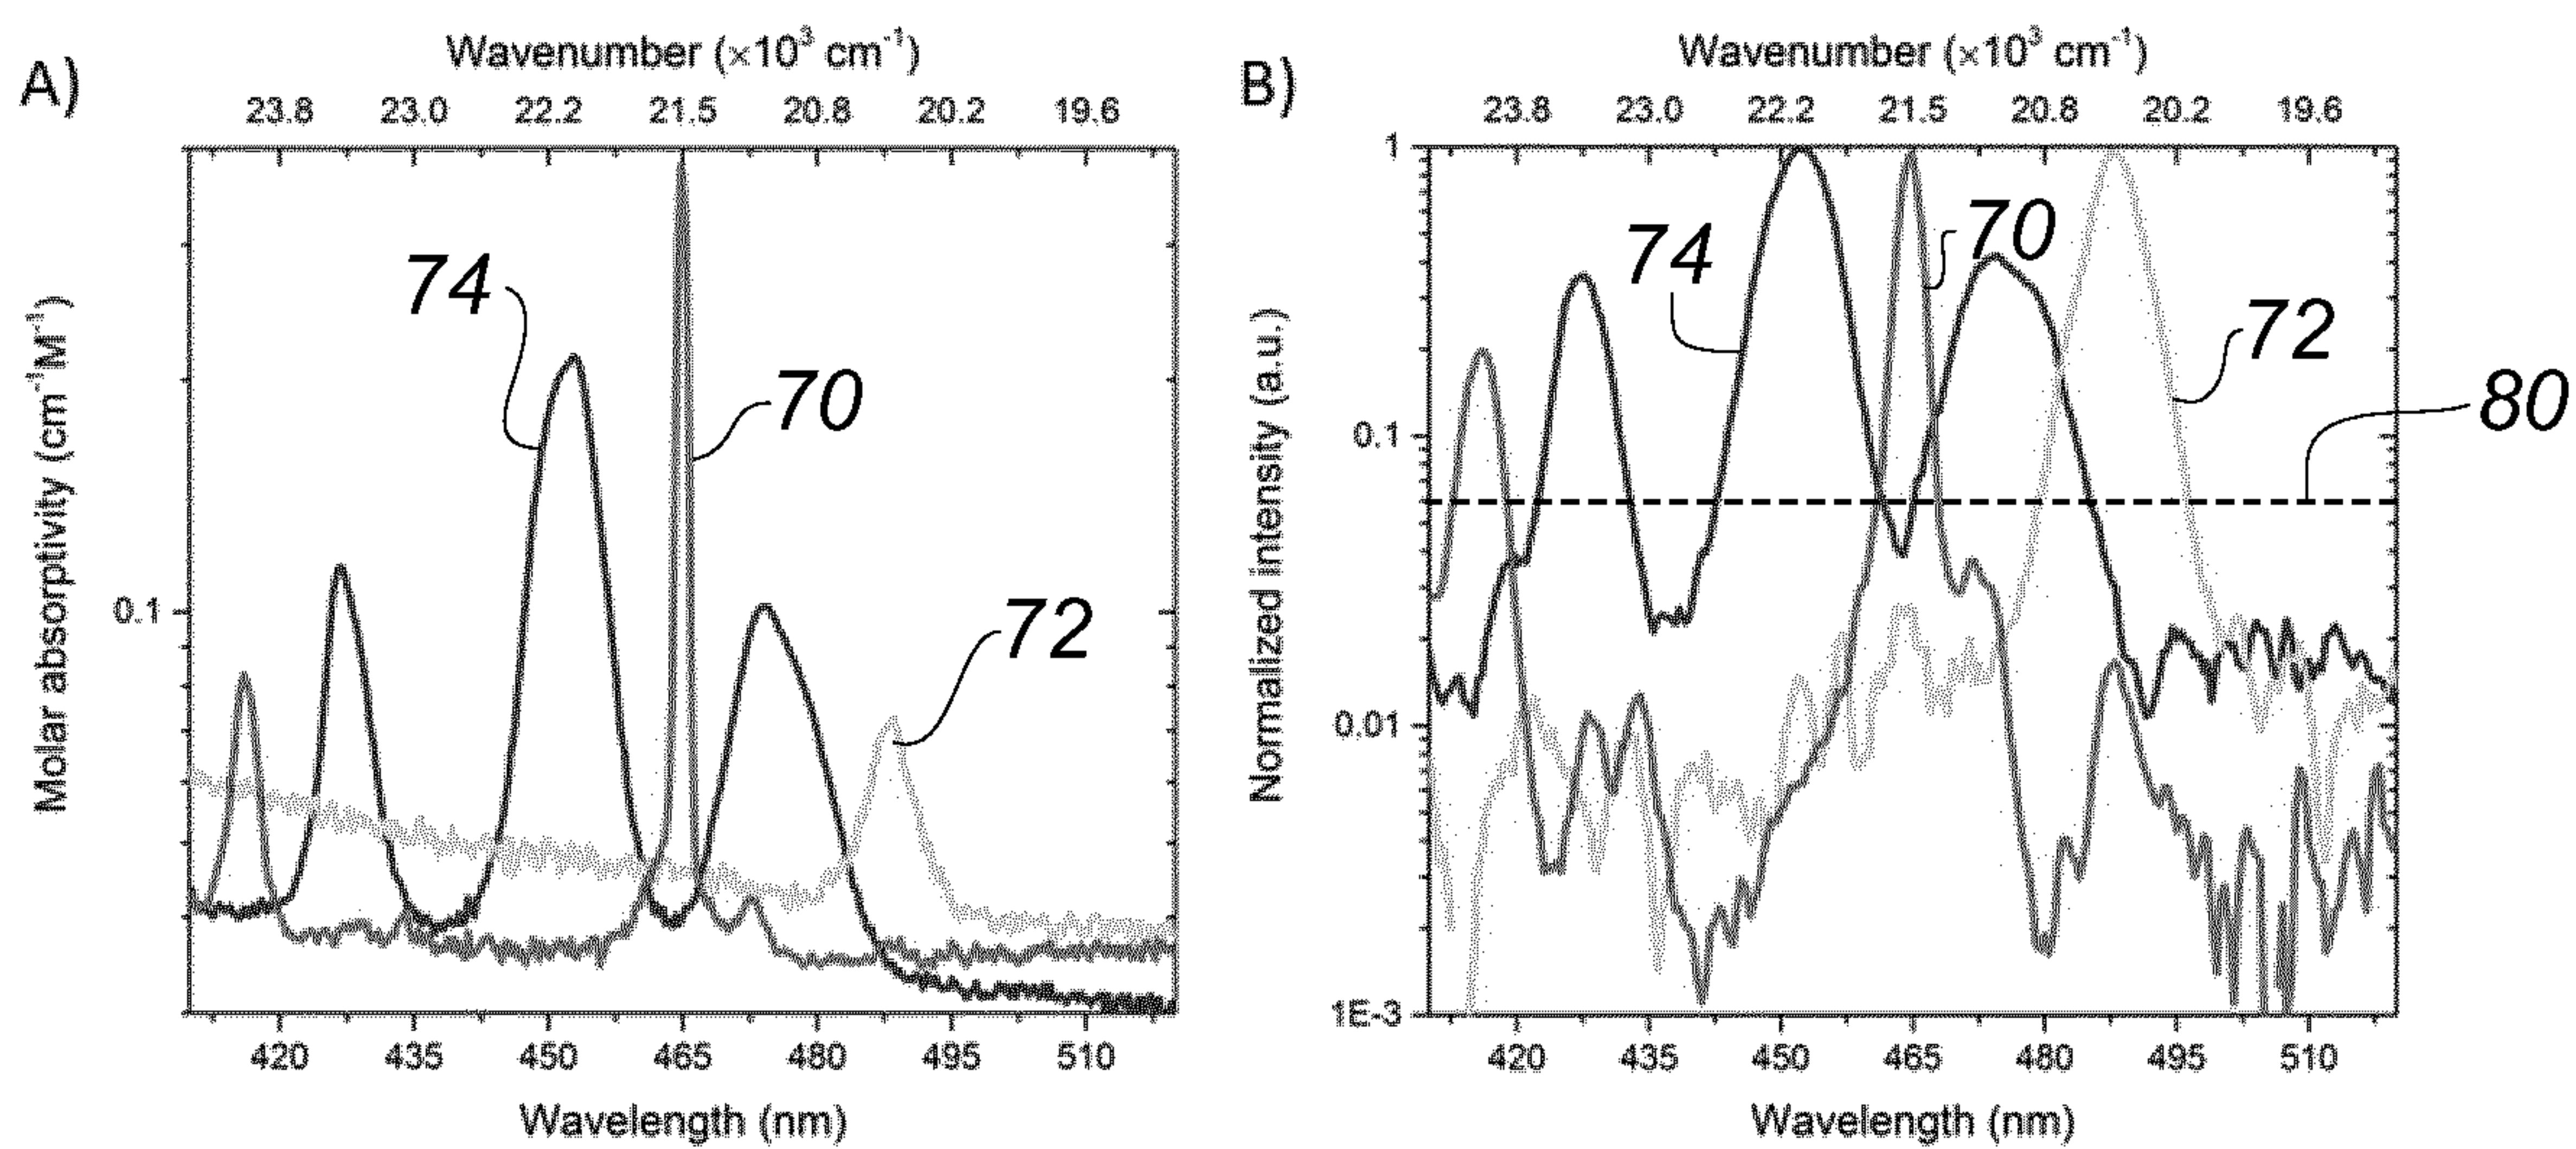 A)
Wavenumber (×10³ cm⁻¹)
23.8 23.0 22.2 21.5 20.8 20.2 19.6
Molar absorptivity (cm⁻¹M⁻¹)
0.1
74
70
72
420 435 450 465 480 495 510
Wavelength (nm)
B)
Wavenumber (×10³ cm⁻¹)
23.8 23.0 22.2 21.5 20.8 20.2 19.6
Normalized intensity (a.u.)
1
0.1
0.01
1E-3
74
70
72
80
420 435 450 465 480 495 510
Wavelength (nm)